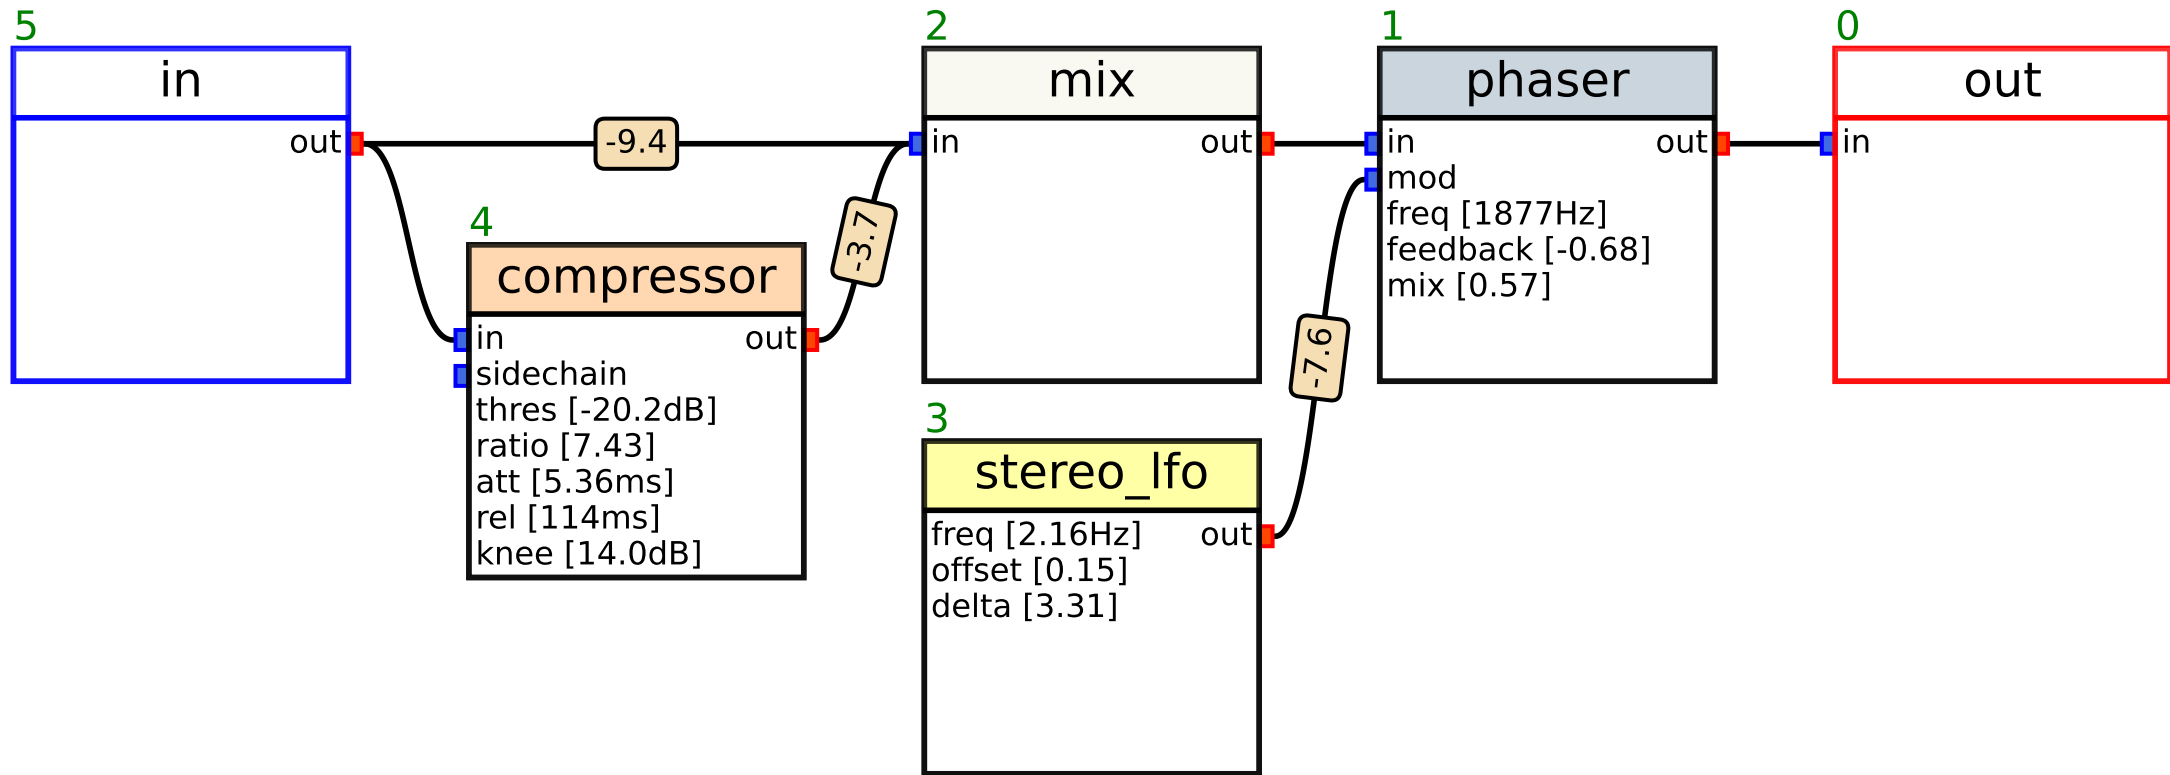 5
in
out
-9.4
4
compressor
in
out
sidechain
thres [-20.2dB]
ratio [7.43]
att [5.36ms]
rel [114ms]
knee [14.0dB]
-3.7
2
mix
in
out
3
stereo_lfo
freq [2.16Hz]
out
offset [0.15]
delta [3.31]
-7.6
1
phaser
in
out
mod
freq [1877Hz]
feedback [-0.68]
mix [0.57]
0
out
in